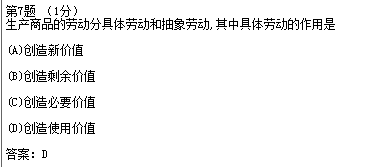 第7题 （1分）
生产商品的劳动分具体劳动和抽象劳动,其中具体劳动的作用是
(A)创造新价值
(B)创造剩余价值
(C)创造必要价值
(D)创造使用价值
答案: D